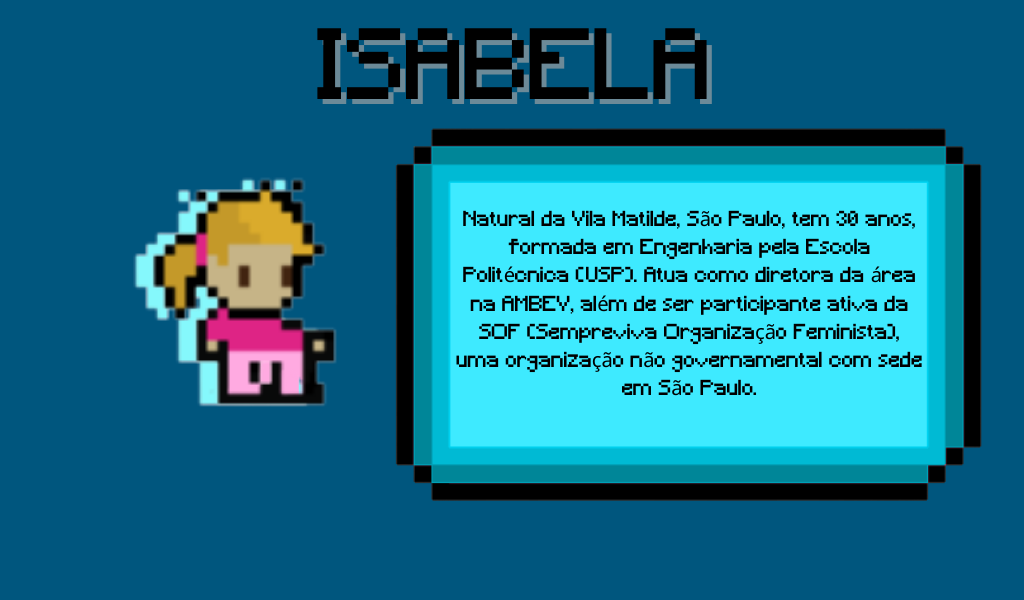 ISABELA
Natural da Vila Matilde, São Paulo, tem 30 anos,
formada em Engenharia pela Escola
Politécnica (USP). Atua como diretora da área
na AMBEV, além de ser participante ativa da
SOF (Sempreviva Organização Feminista),
uma organização não governamental com sede
em São Paulo.